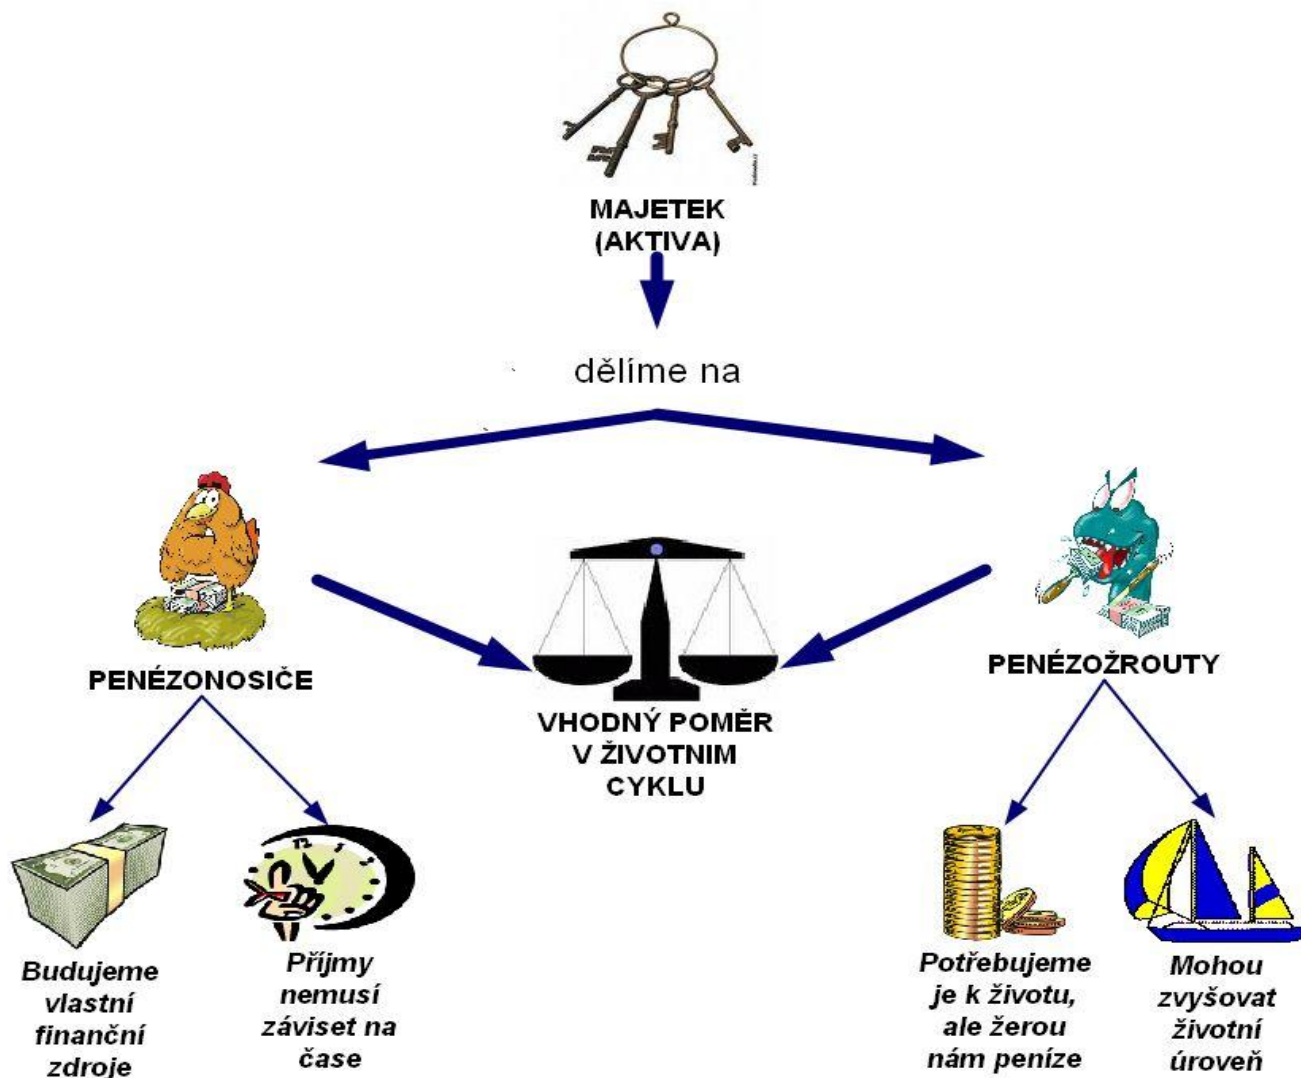 MAJETEK
(AKTIVA)
dělíme na
PENÉZONOSIČE
PENÉZOŽROUTY
VHODNÝ POMĚR
V ŽIVOTNIM
CYKLU
Budujeme
vlastní
finanční
zdroje
Příjmy
nemusí
záviset na
čase
Potřebujeme
je k životu,
ale žerou
nám peníze
Mohou
zvyšovat
životní
úroveň